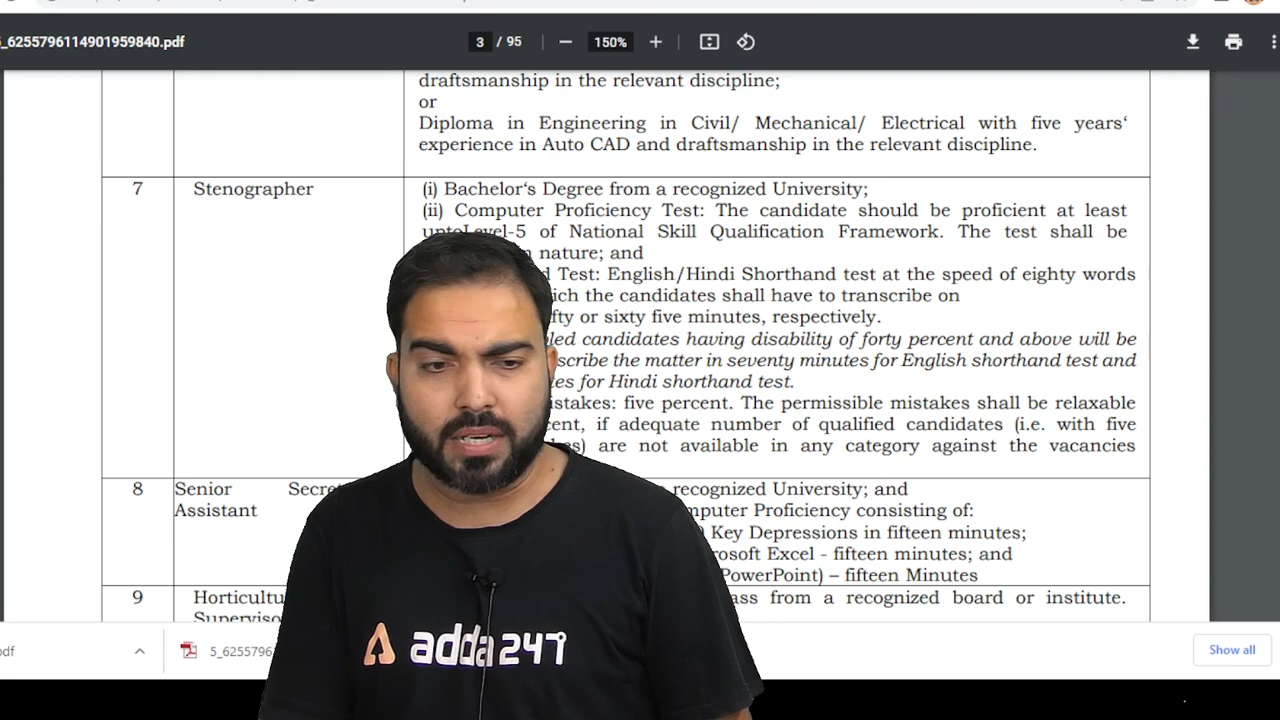 _6255796114901959840.pdf
3 / 95
150%
draftsmanship in the relevant discipline;
or
Diploma in Engineering in Civil/ Mechanical/ Electrical with five years‘
experience in Auto CAD and draftsmanship in the relevant discipline.
7 Stenographer
(i) Bachelor‘s Degree from a recognized University;
(ii) Computer Proficiency Test: The candidate should be proficient at least
uptoLevel-5 of National Skill Qualification Framework. The test shall be
nature; and
Test: English/Hindi Shorthand test at the speed of eighty words
the candidates shall have to transcribe on
or sixty five minutes, respectively.
candidates having disability of forty percent and above will be
the matter in seventy minutes for English shorthand test and
for Hindi shorthand test.
five percent. The permissible mistakes shall be relaxable
if adequate number of qualified candidates (i.e. with five
are not available in any category against the vacancies
8 Senior
Assistant
recognized University; and
Proficiency consisting of:
Key Depressions in fifteen minutes;
Excel - fifteen minutes; and
PowerPoint) – fifteen Minutes
9
from a recognized board or institute.
5_6255796
Show all
adda247